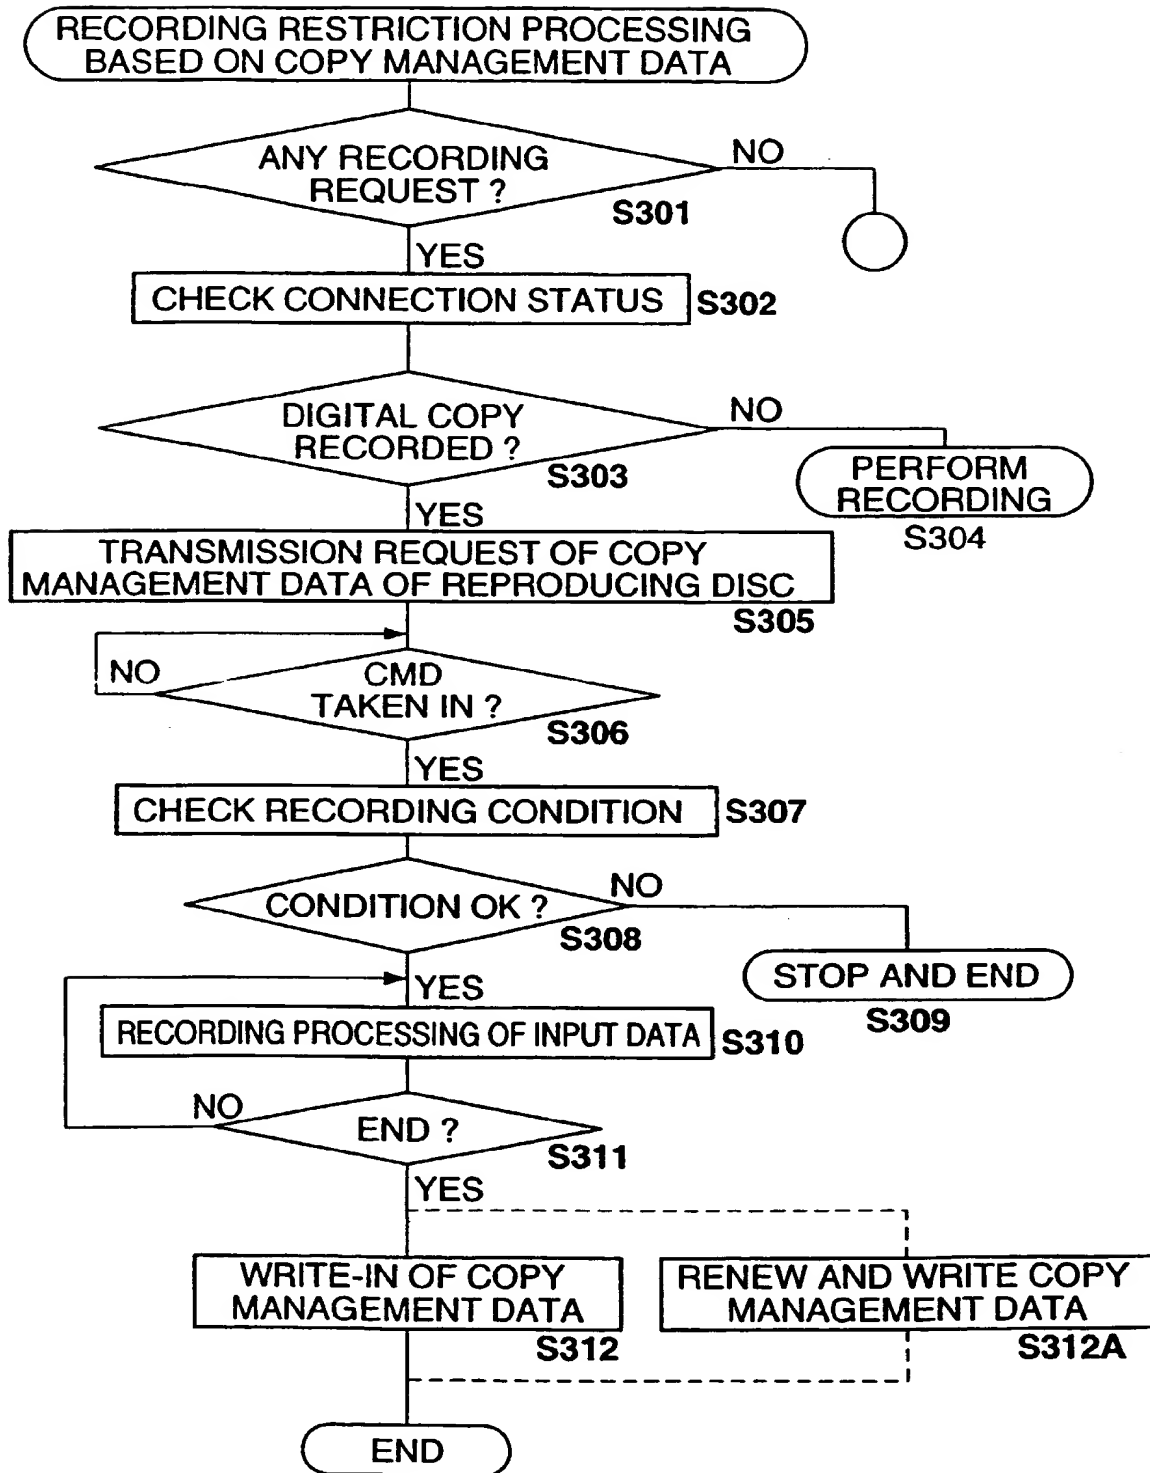 RECORDING RESTRICTION PROCESSING
BASED ON COPY MANAGEMENT DATA
ANY RECORDING
REQUEST ?
NO
S301
YES
CHECK CONNECTION STATUS
S302
DIGITAL COPY
RECORDED ?
NO
S303
PERFORM
RECORDING
S304
YES
TRANSMISSION REQUEST OF COPY
MANAGEMENT DATA OF REPRODUCING DISC
S305
NO
CMD
TAKEN IN ?
S306
YES
CHECK RECORDING CONDITION
S307
CONDITION OK ?
NO
S308
STOP AND END
S309
YES
RECORDING PROCESSING OF INPUT DATA
S310
NO
END ?
S311
YES
WRITE-IN OF COPY
MANAGEMENT DATA
S312
RENEW AND WRITE COPY
MANAGEMENT DATA
S312A
END